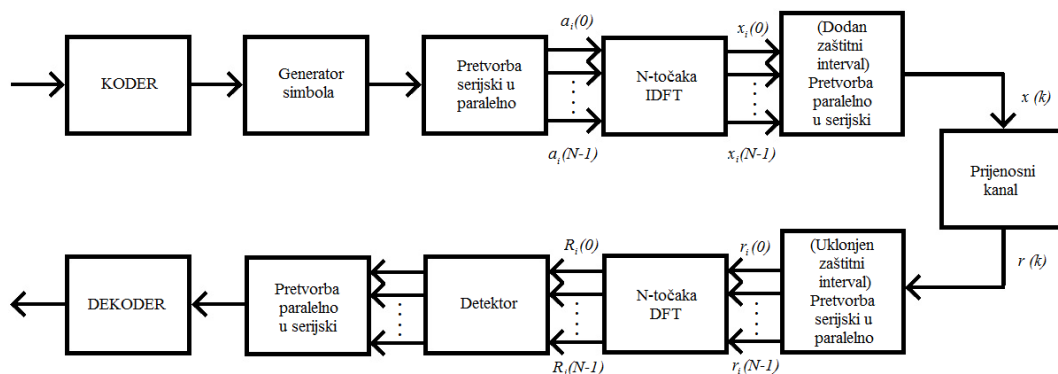 KODER
Generator
simbola
Pretvorba
serijski u
paralelno
a_i(0)
a_i(N-1)
N-točaka
IDFT
x_i(0)
x_i(N-1)
(Dodan
zaštitni
interval)
Pretvorba
paralelno
u serijski
x (k)
Prijenosni
kanal
r (k)
(Uklonjen
zaštitni
interval)
Pretvorba
serijski u
paralelno
r_i(0)
r_i(N-1)
N-točaka
DFT
R_i(0)
R_i(N-1)
Detektor
Pretvorba
paralelno
u serijski
DEKODER